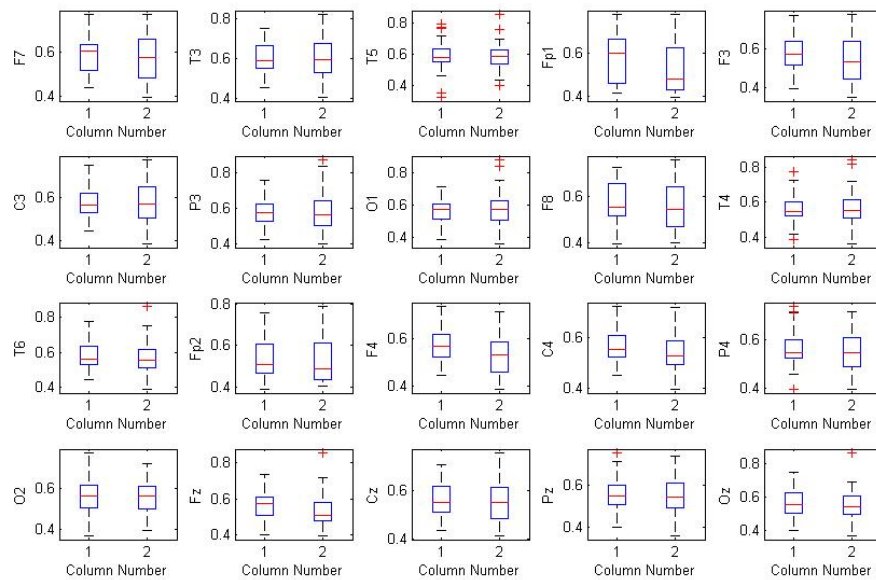 0.6 0.4 F7 1 2 Column Number
0.8 0.6 0.4 T3 1 2 Column Number
0.8 0.6 0.4 T5 1 2 Column Number
0.6 0.4 Fp1 1 2 Column Number
0.6 0.4 F3 1 2 Column Number
0.6 0.4 C3 1 2 Column Number
0.8 0.6 0.4 P3 1 2 Column Number
0.8 0.6 0.4 O1 1 2 Column Number
0.6 0.4 F8 1 2 Column Number
0.8 0.6 0.4 T4 1 2 Column Number
0.8 0.6 0.4 T6 1 2 Column Number
0.8 0.6 0.4 Fp2 1 2 Column Number
0.6 0.4 F4 1 2 Column Number
0.6 0.4 C4 1 2 Column Number
0.6 0.4 P4 1 2 Column Number
0.6 0.4 O2 1 2 Column Number
0.8 0.6 0.4 Fz 1 2 Column Number
0.6 0.4 Cz 1 2 Column Number
0.6 0.4 Pz 1 2 Column Number
0.8 0.6 0.4 Oz 1 2 Column Number